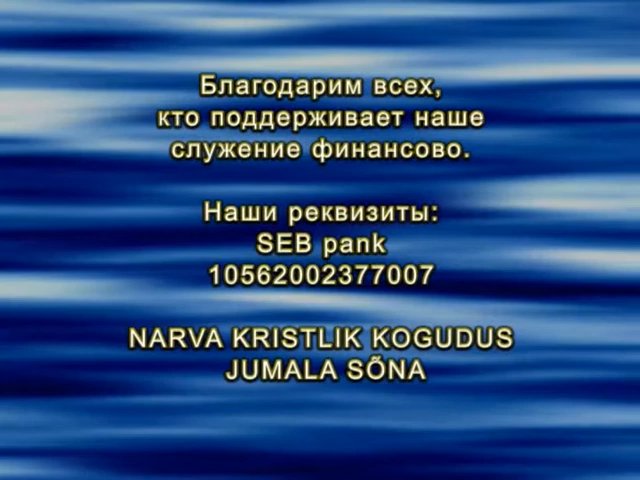 Благодарим всех,
кто поддерживает наше
служение финансово.
Наши реквизиты:
SEB pank
10562002377007
NARVA KRISTLIK KOGUDUS
JUMALA SÕNA